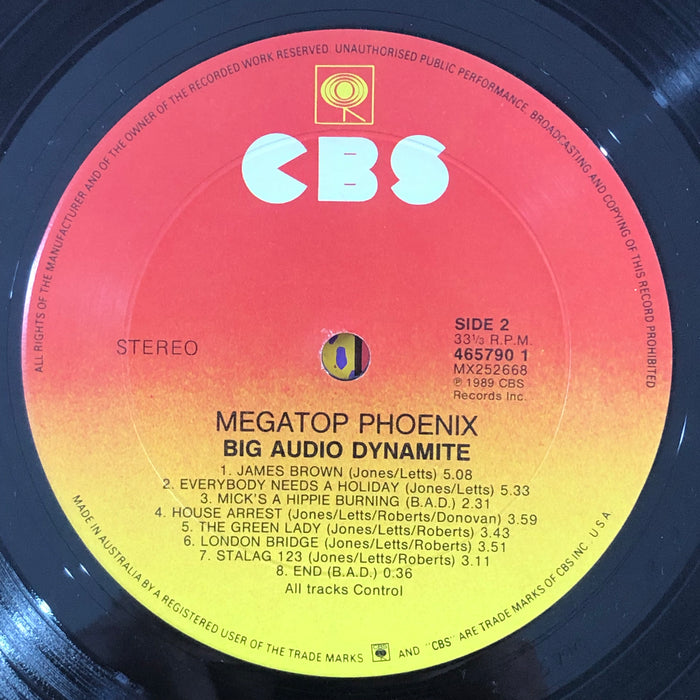 ALL RIGHTS OF THE MANUFACTURER AND OF THE OWNER OF THE RECORDED WORK RESERVED. UNAUTHORISED PUBLIC PERFORMANCE, BROADCASTING AND COPYING OF THIS RECORD PROHIBITED
CBS
STEREO
SIDE 2
33⅓ R.P.M.
465790 1
MX252668
℗ 1989 CBS
Records Inc.
MEGATOP PHOENIX
BIG AUDIO DYNAMITE
1. JAMES BROWN (Jones/Letts) 5.08
2. EVERYBODY NEEDS A HOLIDAY (Jones/Letts) 5.33
3. MICK'S A HIPPIE BURNING (B.A.D.) 2.31
4. HOUSE ARREST (Jones/Letts/Roberts/Donovan) 3.59
5. THE GREEN LADY (Jones/Letts/Roberts) 3.43
6. LONDON BRIDGE (Jones/Letts/Roberts) 3.51
7. STALAG 123 (Jones/Letts/Roberts) 3.11
8. END (B.A.D.) 0.36
All tracks Control
MADE IN AUSTRALIA BY A REGISTERED USER OF THE TRADE MARKS AND "CBS" ARE TRADE MARKS OF CBS INC. U.S.A.